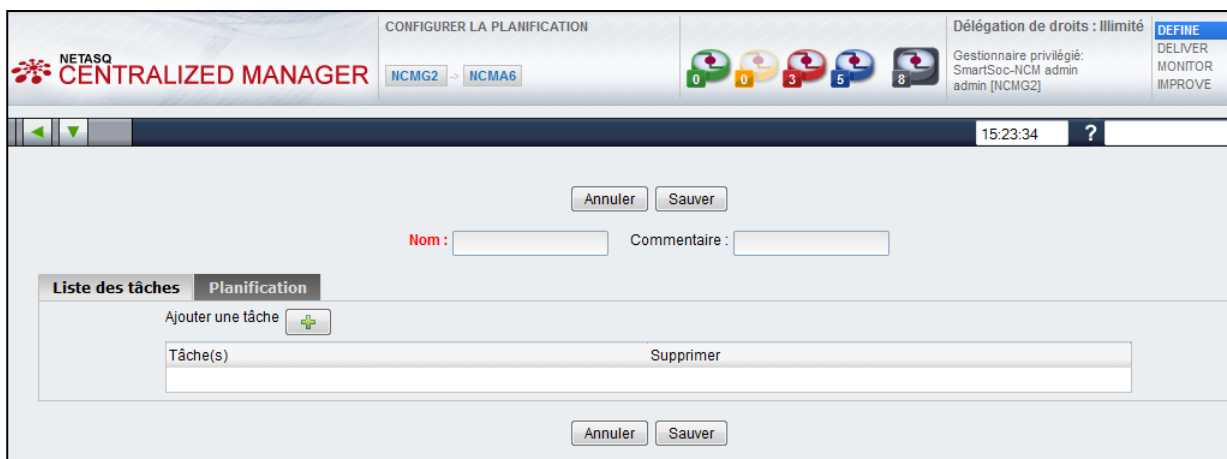 CONFIGURER LA PLANIFICATION
NETASQ
CENTRALIZED MANAGER
NCMG2 -> NCMA6
0 0 3 5 8
Délégation de droits : Illimité
Gestionnaire privilégié:
SmartSoc-NCM admin
admin [NCMG2]
DEFINE
DELIVER
MONITOR
IMPROVE
15:23:34 ?
Annuler Sauver
Nom : Commentaire :
Liste des tâches Planification
Ajouter une tâche
Tâche(s) Supprimer
Annuler Sauver